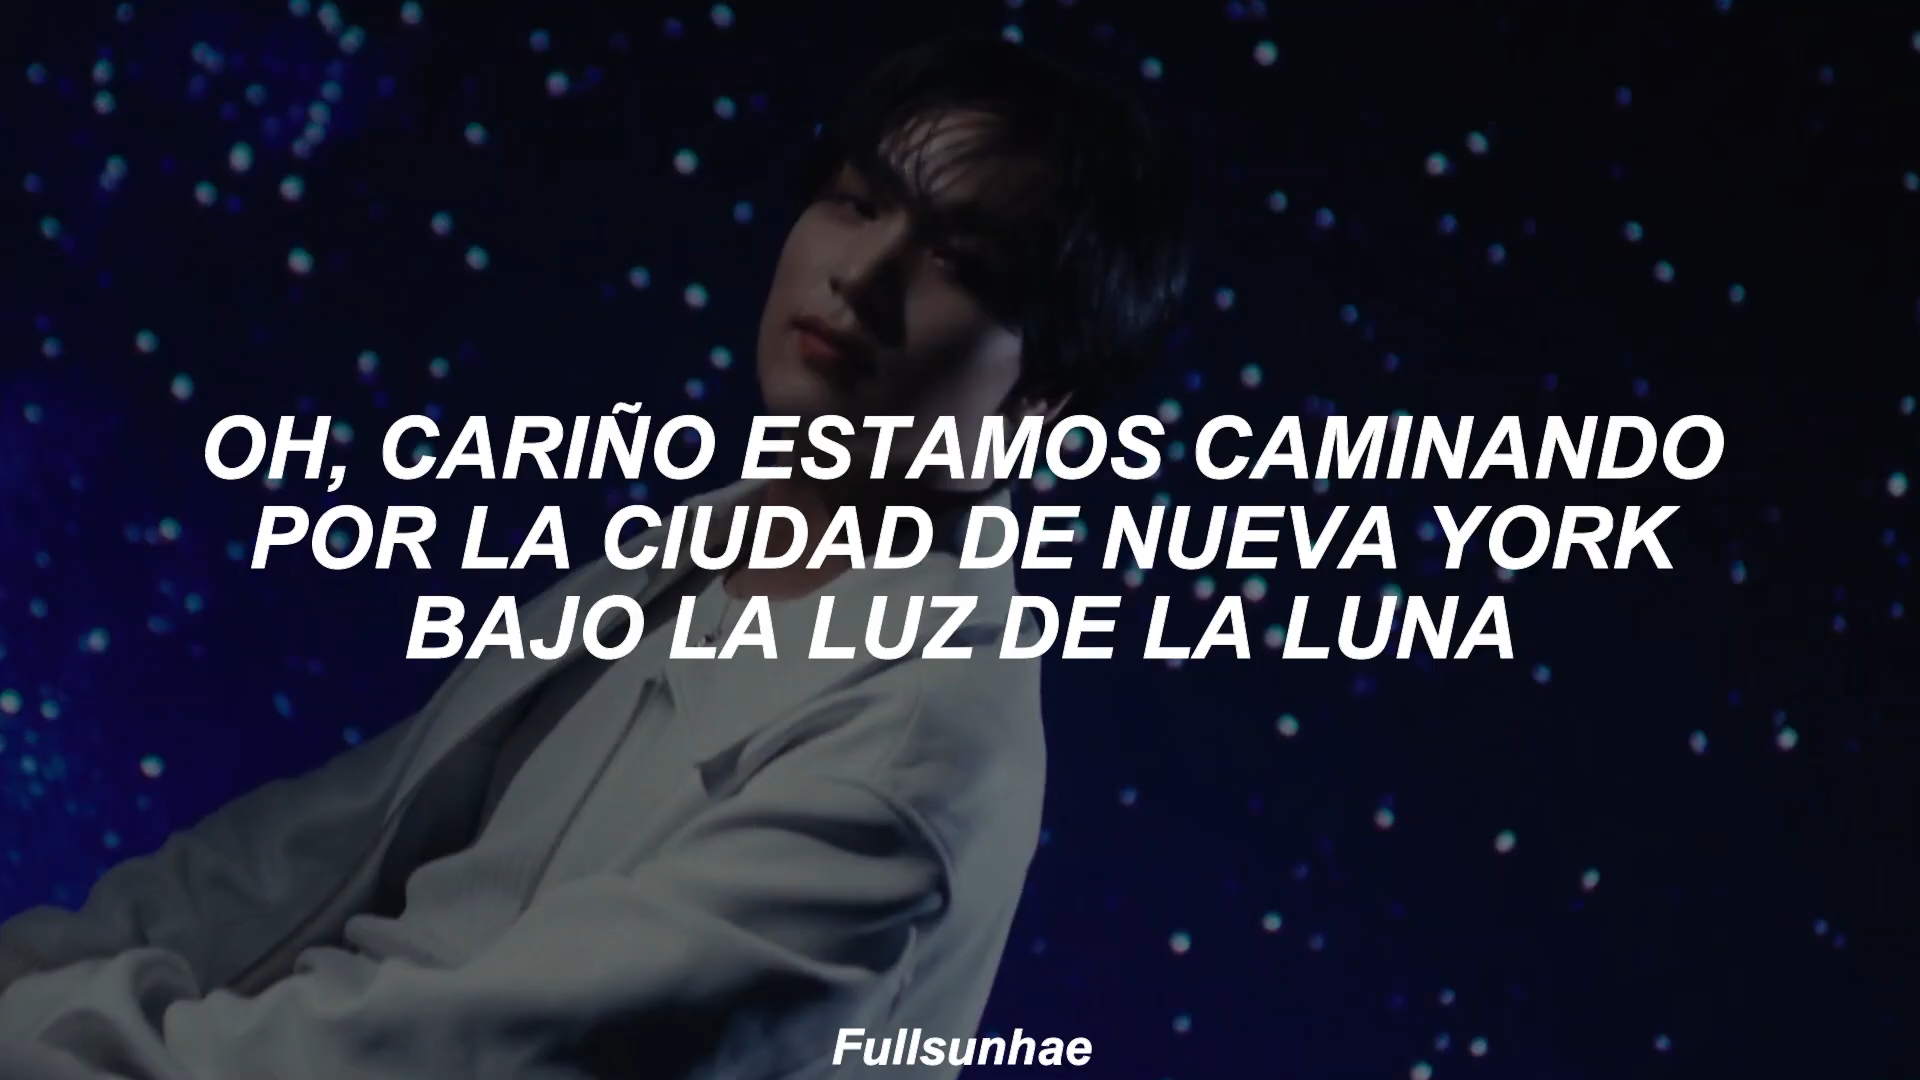 OH, CARIÑO ESTAMOS CAMINANDO
POR LA CIUDAD DE NUEVA YORK
BAJO LA LUZ DE LA LUNA
Fullsunhae